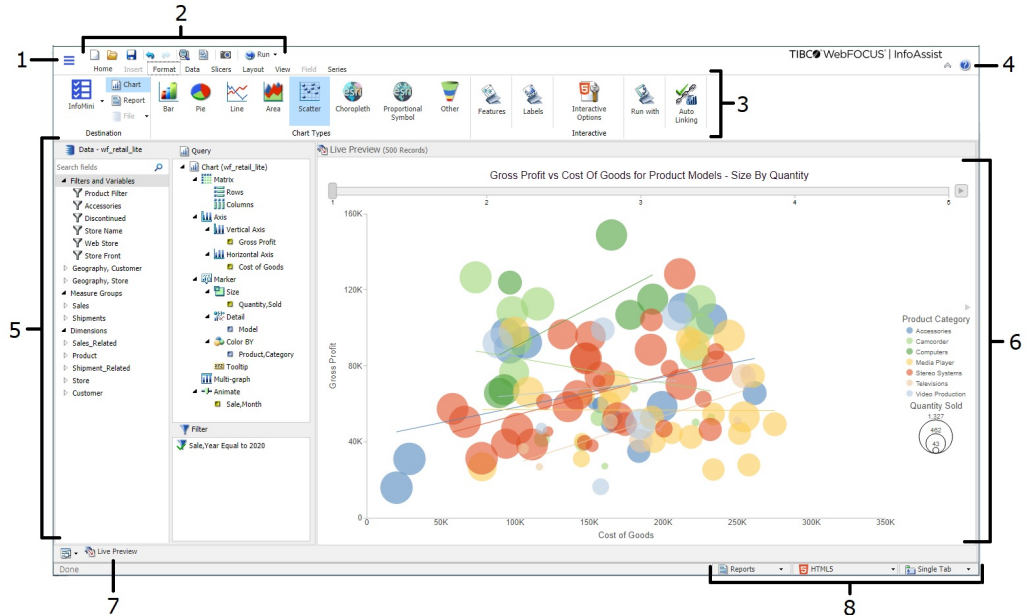 2
1
Run
TIBCO WebFOCUS | InfoAssist
4
Home Insert Format Data Slicers Layout View Field Series
InfoMini
Chart
Report
File
Destination
Bar Pie Line Area Scatter Choropleth Proportional Symbol Other
Chart Types
Features Labels
Interactive Options
Interactive
Run with
Auto Linking
3
5
Data - wf_retail_lite
Search fields
Filters and Variables
Product Filter
Accessories
Discontinued
Store Name
Web Store
Store Front
Geography, Customer
Geography, Store
Measure Groups
Sales
Shipments
Dimensions
Sales_Related
Product
Shipment_Related
Store
Customer
Query
Chart (wf_retail_lite)
Matrix
Rows
Columns
Axis
Vertical Axis
Gross Profit
Horizontal Axis
Cost of Goods
Marker
Size
Quantity,Sold
Detail
Model
Color BY
Product,Category
Tooltip
Multi-graph
Animate
Sale,Month
Filter
Sale,Year Equal to 2020
Live Preview (500 Records)
Gross Profit vs Cost Of Goods for Product Models - Size By Quantity
1 2 3 4 5
160K
120K
80K
40K
0
Gross Profit
0 50K 100K 150K 200K 250K 300K 350K
Cost of Goods
Product Category
Accessories
Camcorder
Computers
Media Player
Stereo Systems
Televisions
Video Production
Quantity Sold
1,327
462
43
6
Live Preview
Done
Reports
HTML5
Single Tab
7
8